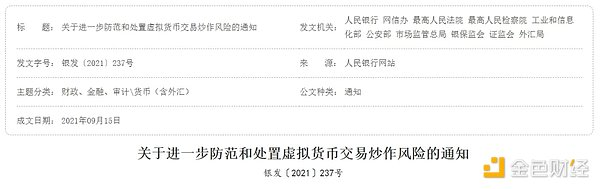 标 题： 关于进一步防范和处置虚拟货币交易炒作风险的通知
发文机关： 人民银行 网信办 最高人民法院 最高人民检察院 工业和信息
化部 公安部 市场监管总局 银保监会 证监会 外汇局
发文字号： 银发〔2021〕237号
来 源： 人民银行网站
主题分类： 财政、金融、审计\货币（含外汇）
公文种类： 通知
成文日期： 2021年09月15日
关于进一步防范和处置虚拟货币交易炒作风险的通知
银发〔2021〕237号
金色财经